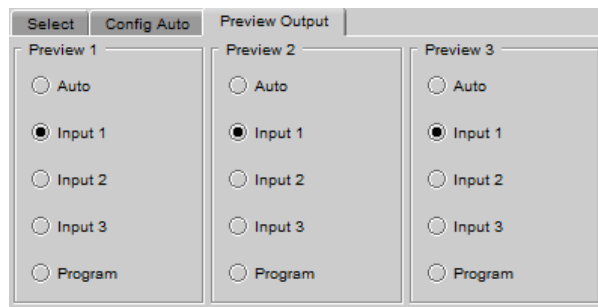 Select Config Auto Preview Output
Preview 1 Preview 2 Preview 3
Auto Auto Auto
Input 1 Input 1 Input 1
Input 2 Input 2 Input 2
Input 3 Input 3 Input 3
Program Program Program